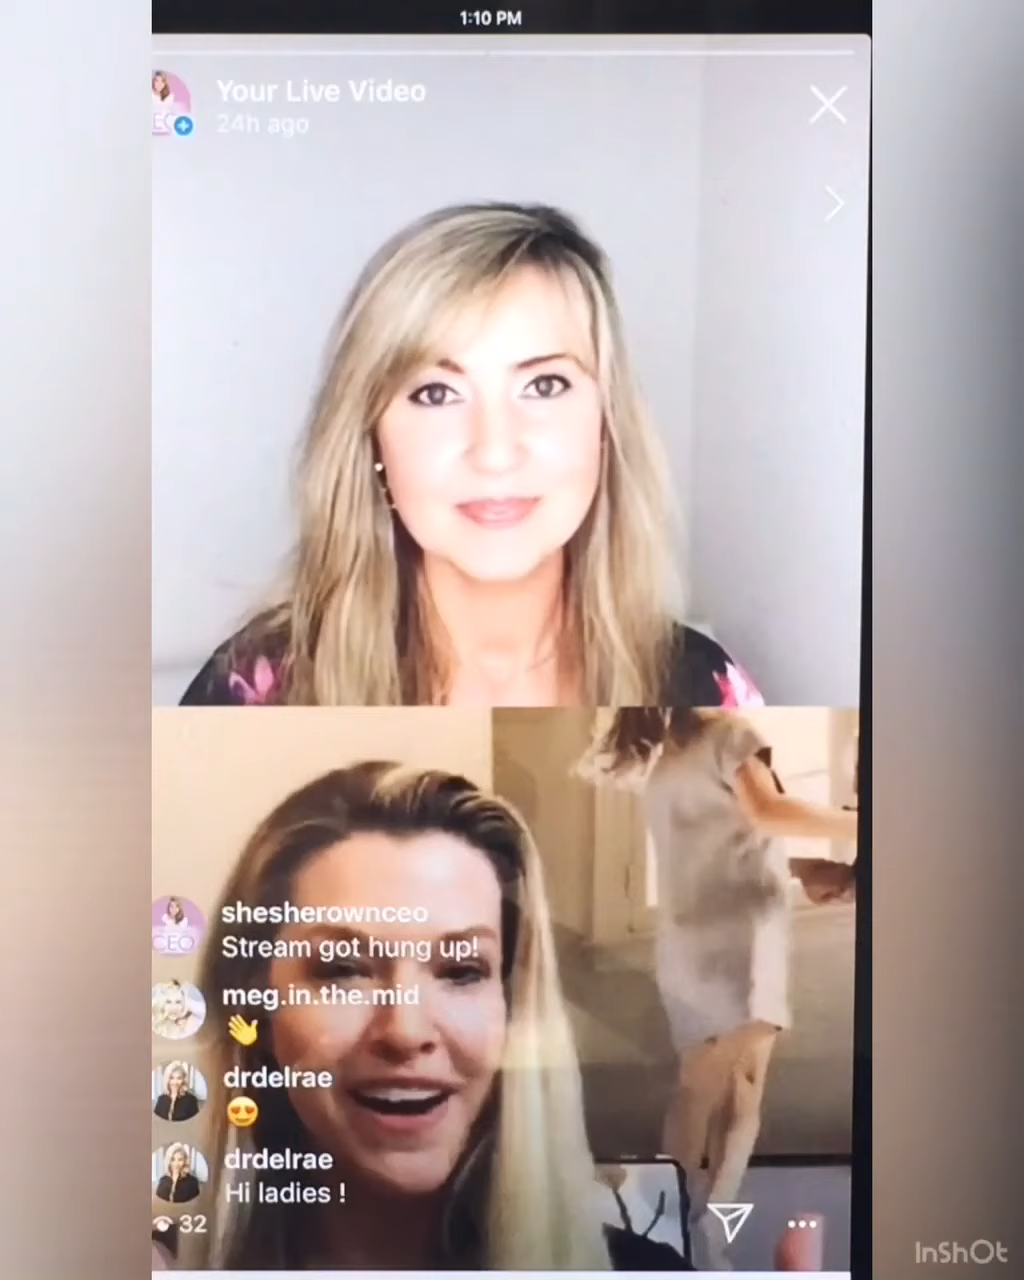 1:10 PM
Your Live Video
24h ago
CEO
shesherownceo
Stream got hung up!
meg.in.the.mid
👋
drdelrae
😍
drdelrae
Hi ladies !
32
InShOt